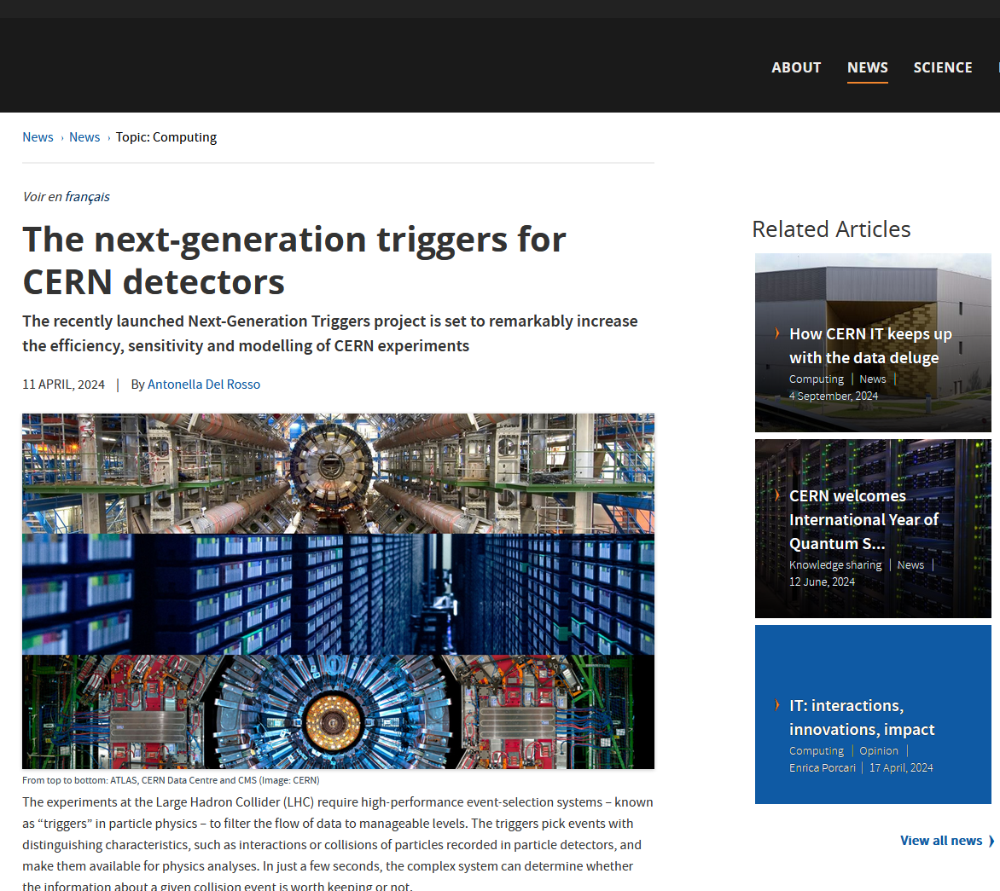 ABOUT NEWS SCIENCE
News › News › Topic: Computing
Voir en français
The next-generation triggers for
CERN detectors
The recently launched Next-Generation Triggers project is set to remarkably increase
the efficiency, sensitivity and modelling of CERN experiments
11 APRIL, 2024 | By Antonella Del Rosso
From top to bottom: ATLAS, CERN Data Centre and CMS (Image: CERN)
The experiments at the Large Hadron Collider (LHC) require high-performance event-selection systems – known
as “triggers” in particle physics – to filter the flow of data to manageable levels. The triggers pick events with
distinguishing characteristics, such as interactions or collisions of particles recorded in particle detectors, and
make them available for physics analyses. In just a few seconds, the complex system can determine whether
the information about a given collision event is worth keeping or not.
Related Articles
How CERN IT keeps up
with the data deluge
Computing | News |
4 September, 2024
CERN welcomes
International Year of
Quantum S...
Knowledge sharing | News |
12 June, 2024
IT: interactions,
innovations, impact
Computing | Opinion |
Enrica Porcari | 17 April, 2024
View all news ❯